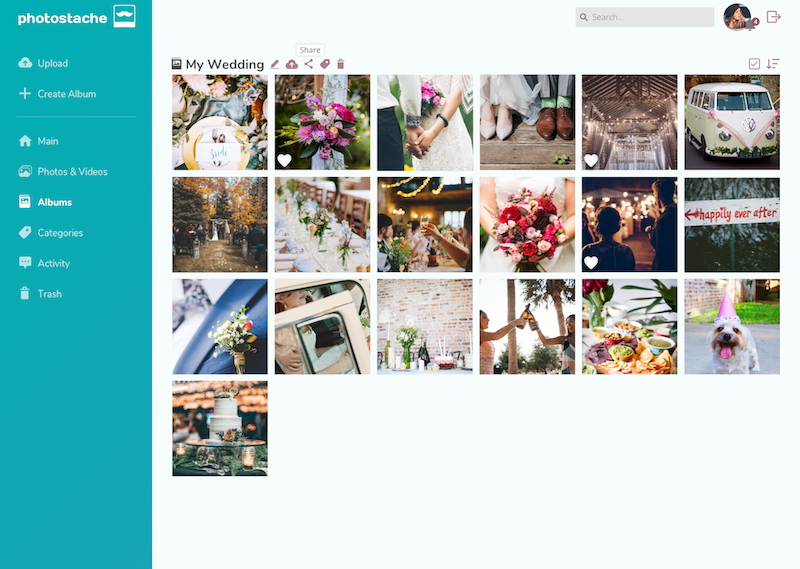 photostache
Search...
4
Upload
Create Album
Main
Photos & Videos
Albums
Categories
Activity
Trash
Share
My Wedding
Bride
happily ever after